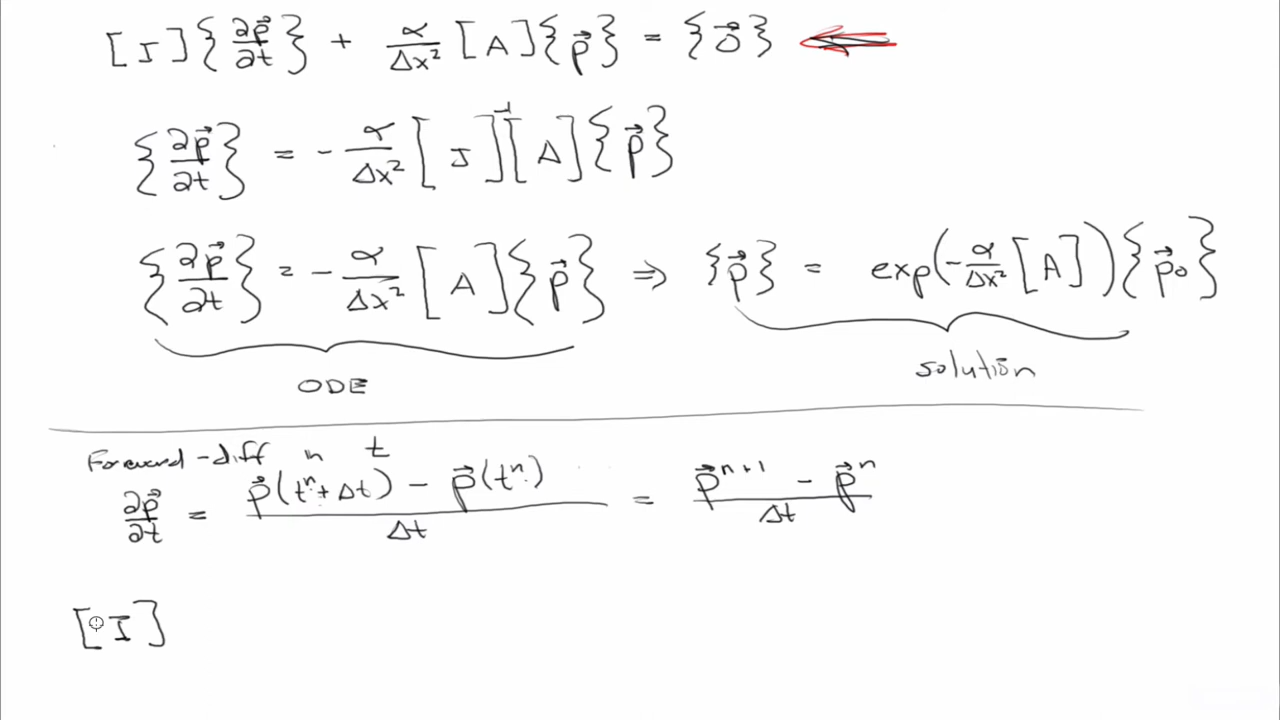 [I]{∂p⃗/∂t} + α/Δx² [A]{p⃗} = {0⃗}
{∂p⃗/∂t} = - α/Δx² [I]⁻¹[A]{p⃗}
{∂p⃗/∂t} = - α/Δx² [A]{p⃗} ⇒ {p⃗} = exp(-α/Δx² [A]){p⃗₀}
ODE
solution
Forward-diff in t
∂p⃗/∂t = (p⃗(tⁿ+Δt) - p⃗(tⁿ))/Δt = (p⃗ⁿ⁺¹ - p⃗ⁿ)/Δt
[I]